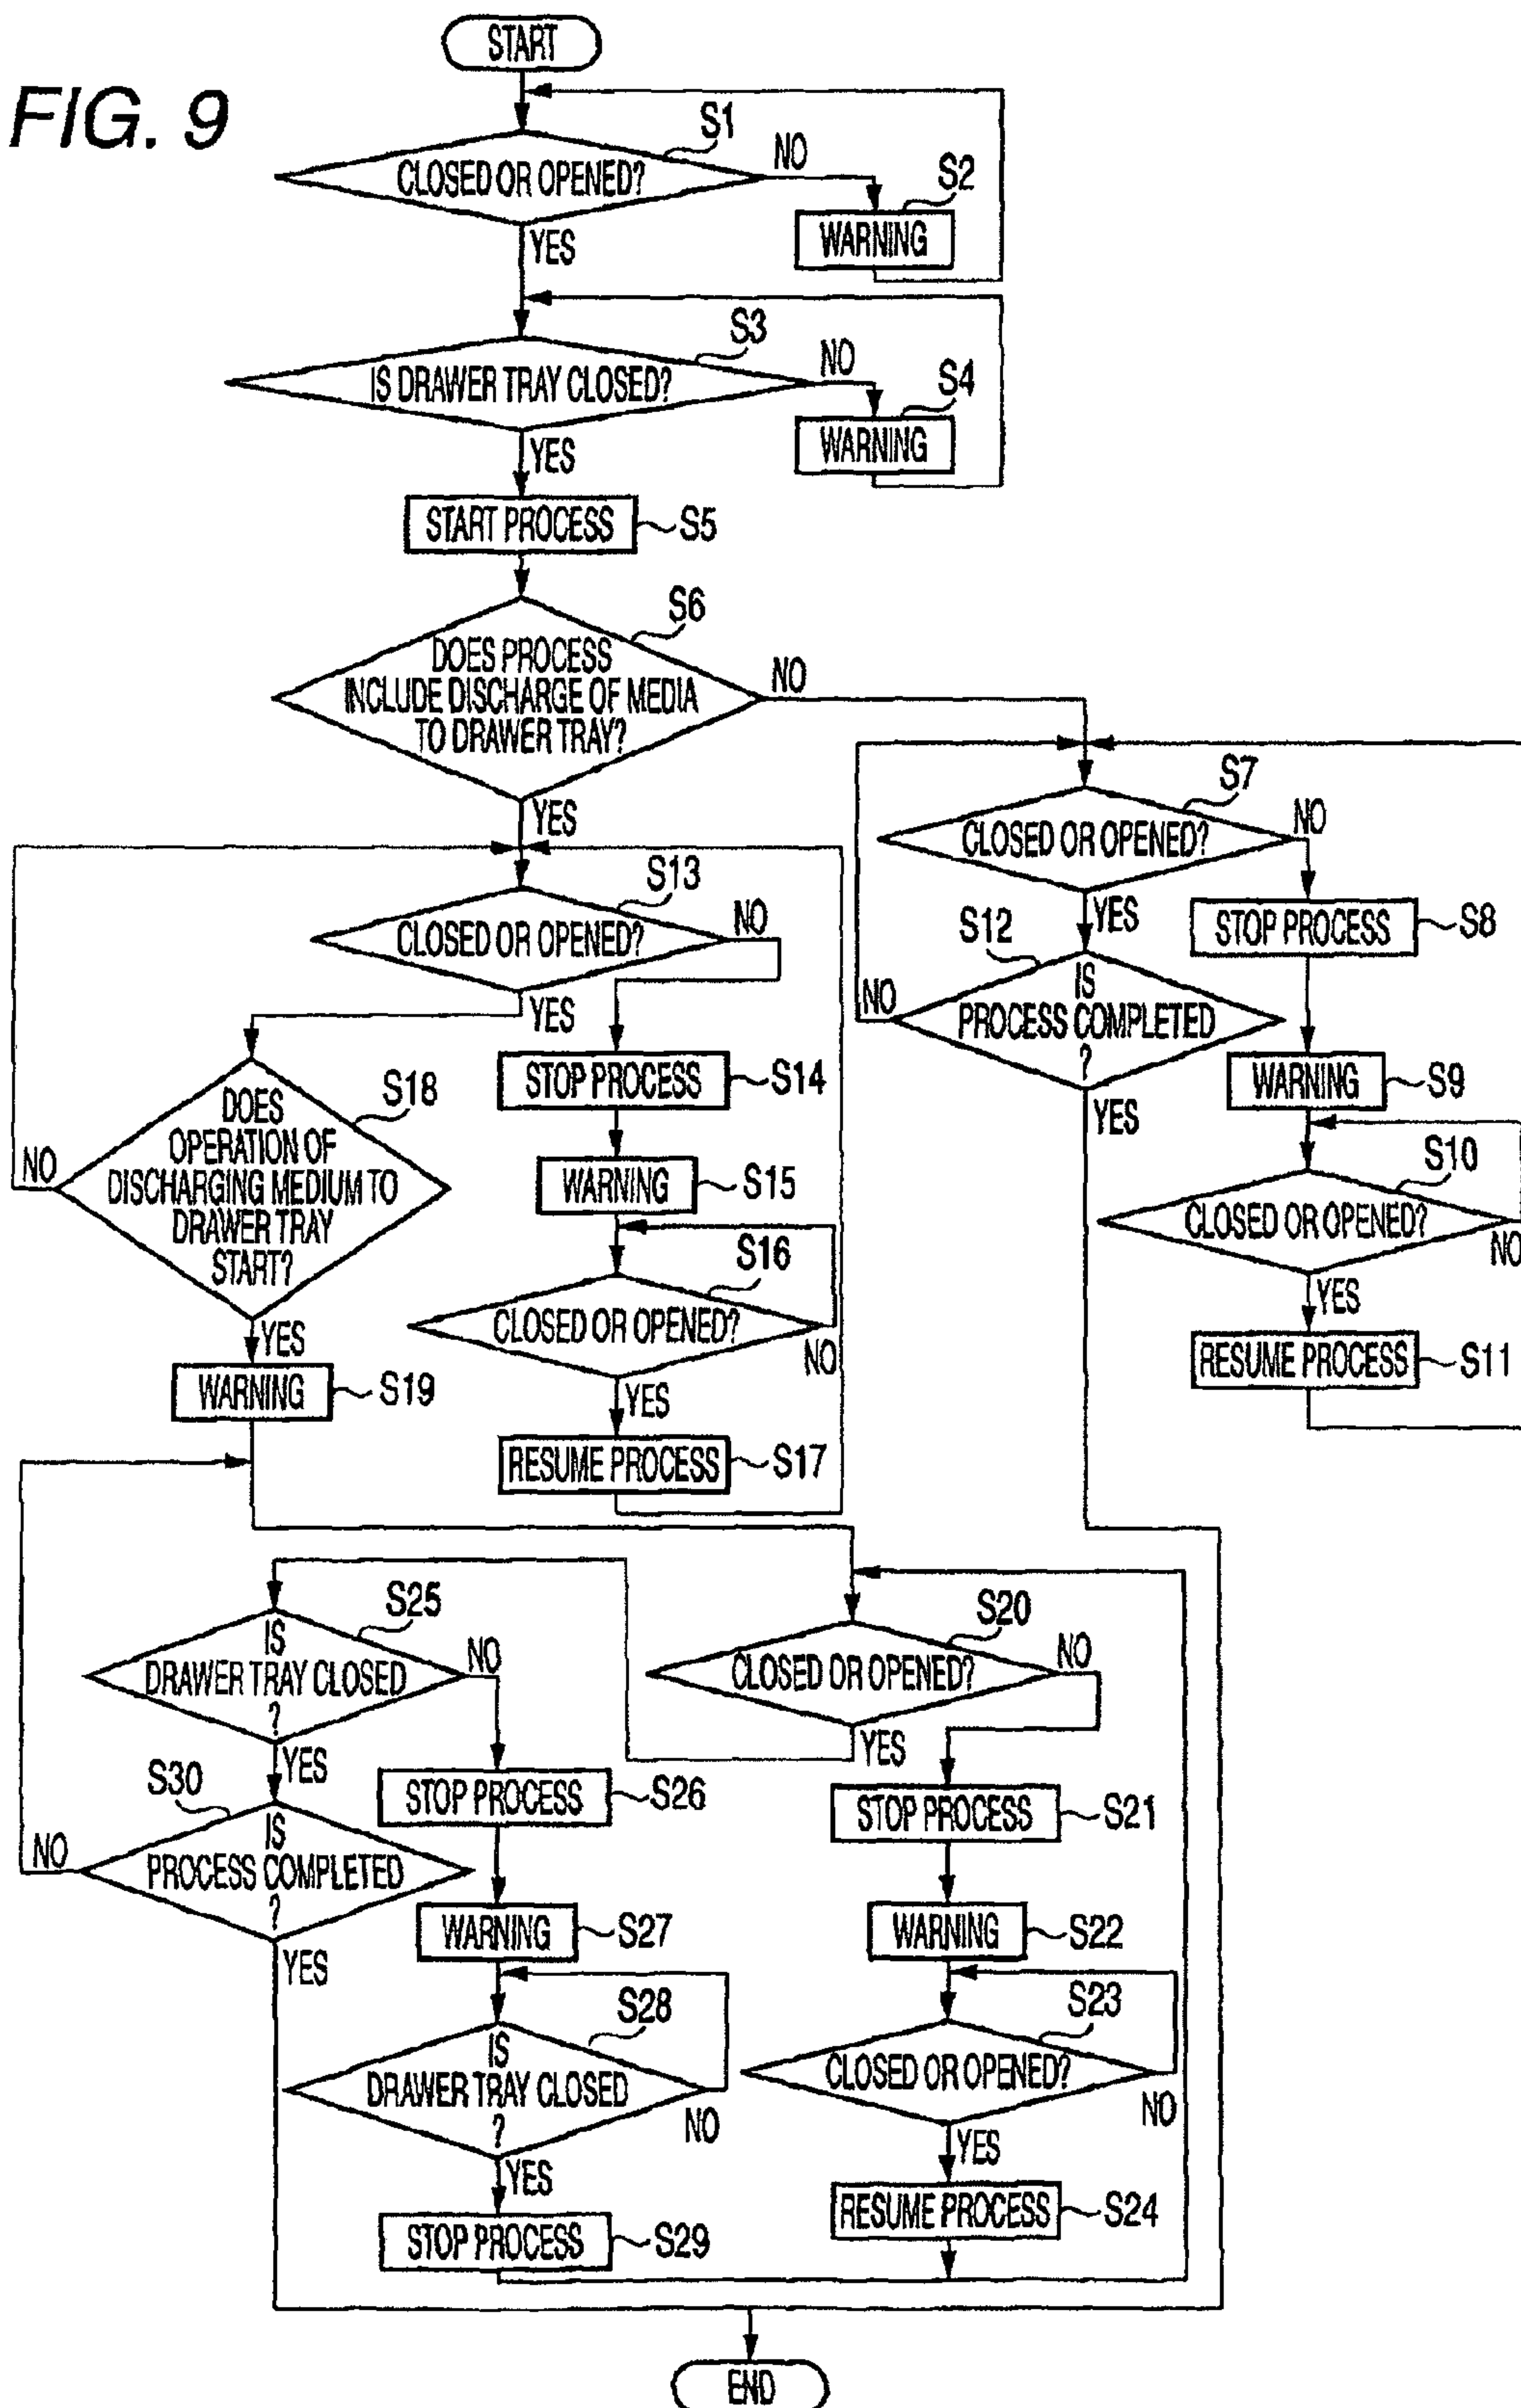 FIG. 9
START
S1
CLOSED OR OPENED?
NO
S2
WARNING
YES
S3
IS DRAWER TRAY CLOSED?
NO
S4
WARNING
YES
START PROCESS
S5
S6
DOES PROCESS
INCLUDE DISCHARGE OF MEDIA
TO DRAWER TRAY?
NO
YES
S7
CLOSED OR OPENED?
NO
YES
STOP PROCESS
S8
S12
IS
PROCESS COMPLETED
?
NO
YES
WARNING
S9
S10
CLOSED OR OPENED?
NO
YES
RESUME PROCESS
S11
S13
CLOSED OR OPENED?
NO
YES
STOP PROCESS
S14
WARNING
S15
S16
CLOSED OR OPENED?
NO
YES
RESUME PROCESS
S17
S18
DOES
OPERATION OF
DISCHARGING MEDIUM TO
DRAWER TRAY
START?
NO
YES
WARNING
S19
S20
CLOSED OR OPENED?
NO
YES
STOP PROCESS
S21
WARNING
S22
S23
CLOSED OR OPENED?
NO
YES
RESUME PROCESS
S24
S25
IS
DRAWER TRAY CLOSED
?
NO
YES
STOP PROCESS
S26
WARNING
S27
S28
IS
DRAWER TRAY CLOSED
?
NO
YES
STOP PROCESS
S29
S30
IS
PROCESS COMPLETED
?
NO
YES
END